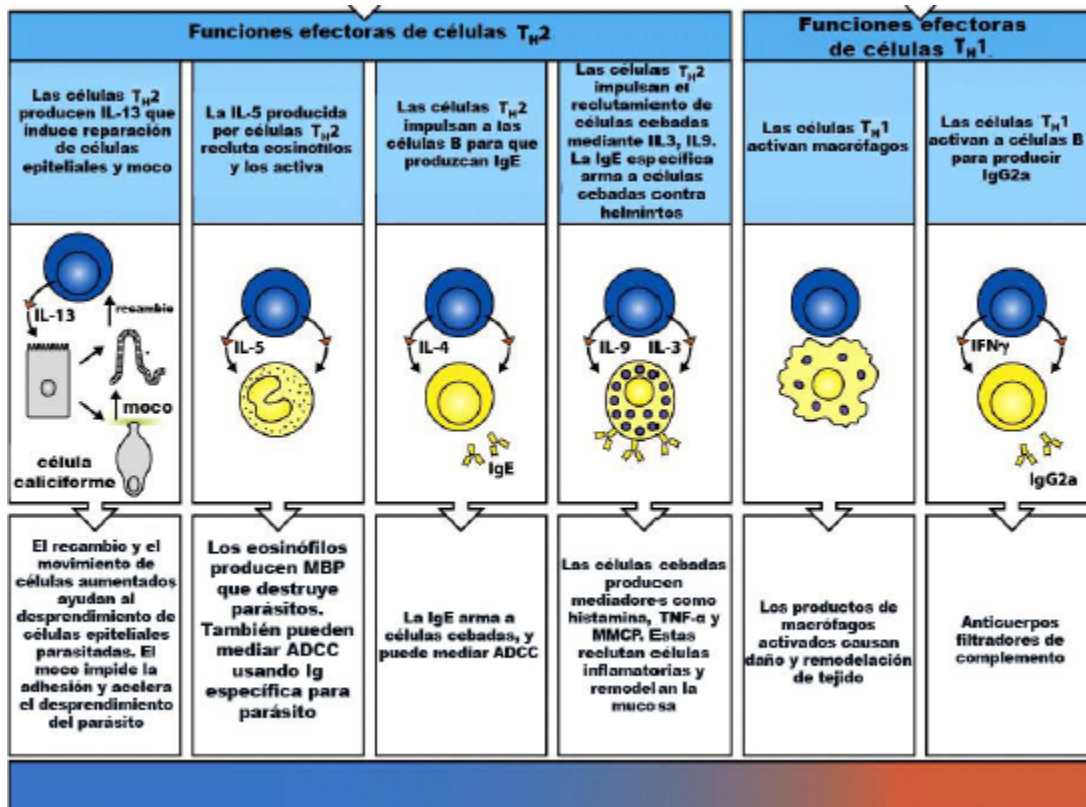 Funciones efectoras de células TH2
Funciones efectoras
de células TH1.
Las células TH2
producen IL-13 que
induce reparación
de células
epiteliales y moco
La IL-5 producida
por células TH2
recluta eosinófilos
y los activa
Las células TH2
impulsan a las
células B para que
produzcan IgE
Las células TH2
impulsan el
reclutamiento de
células cebadas
mediante IL3, IL9.
La IgE específica
arma a células
cebadas contra
helmintos
Las células TH1
activan macrófagos
Las células TH1
activan a células B
para producir
IgG2a
IL-13
recambio
moco
célula
caliciforme
IL-5
IL-4
IgE
IL-9 IL-3
IFNγ
IgG2a
El recambio y el
movimiento de
células aumentados
ayudan al
desprendimiento de
células epiteliales
parasitadas. El
moco impide la
adhesión y acelera
el desprendimiento
del parásito
Los eosinófilos
producen MBP
que destruye
parásitos.
También pueden
mediar ADCC
usando Ig
específica para
parásito
La IgE arma a
células cebadas, y
puede mediar ADCC
Las células cebadas
producen
mediadores como
histamina, TNF-α y
MMCP. Estas
reclutan células
inflamatorias y
remodelan la
mucosa
Los productos de
macrófagos
activados causan
daño y remodelación
de tejido
Anticuerpos
filtradores de
complemento